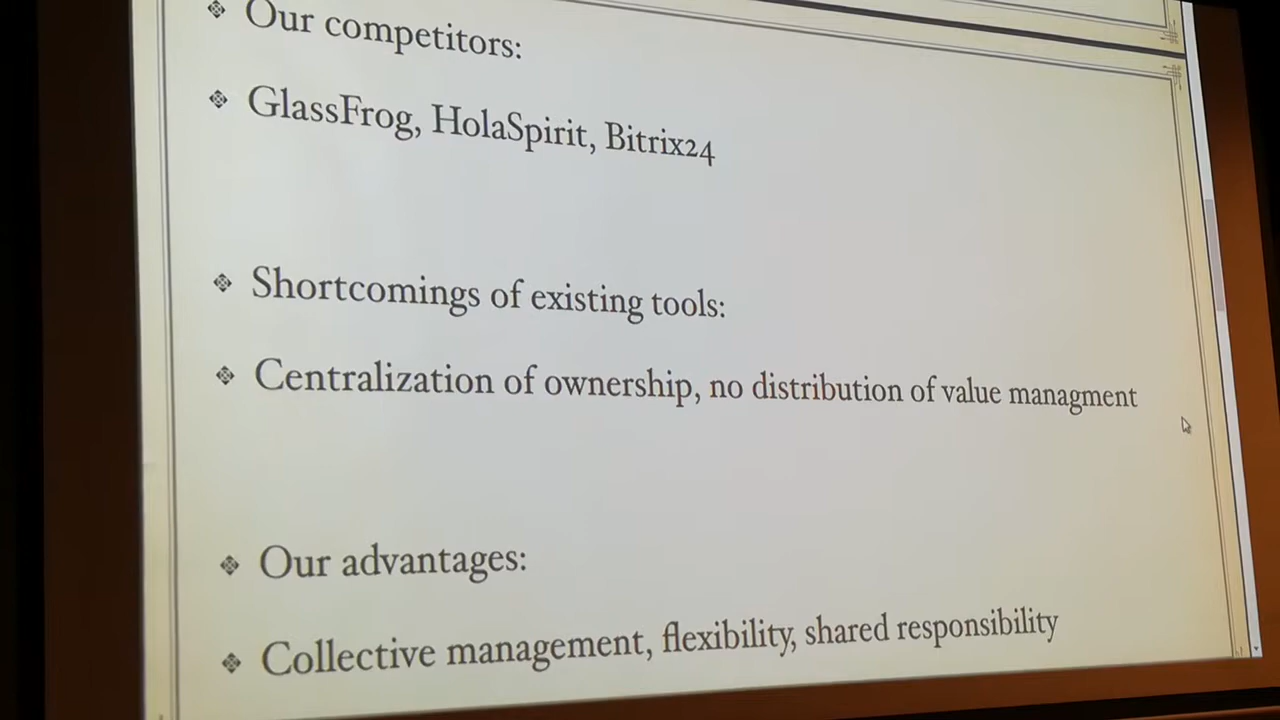 Our competitors:
GlassFrog, HolaSpirit, Bitrix24
Shortcomings of existing tools:
Centralization of ownership, no distribution of value managment
Our advantages:
Collective management, flexibility, shared responsibility